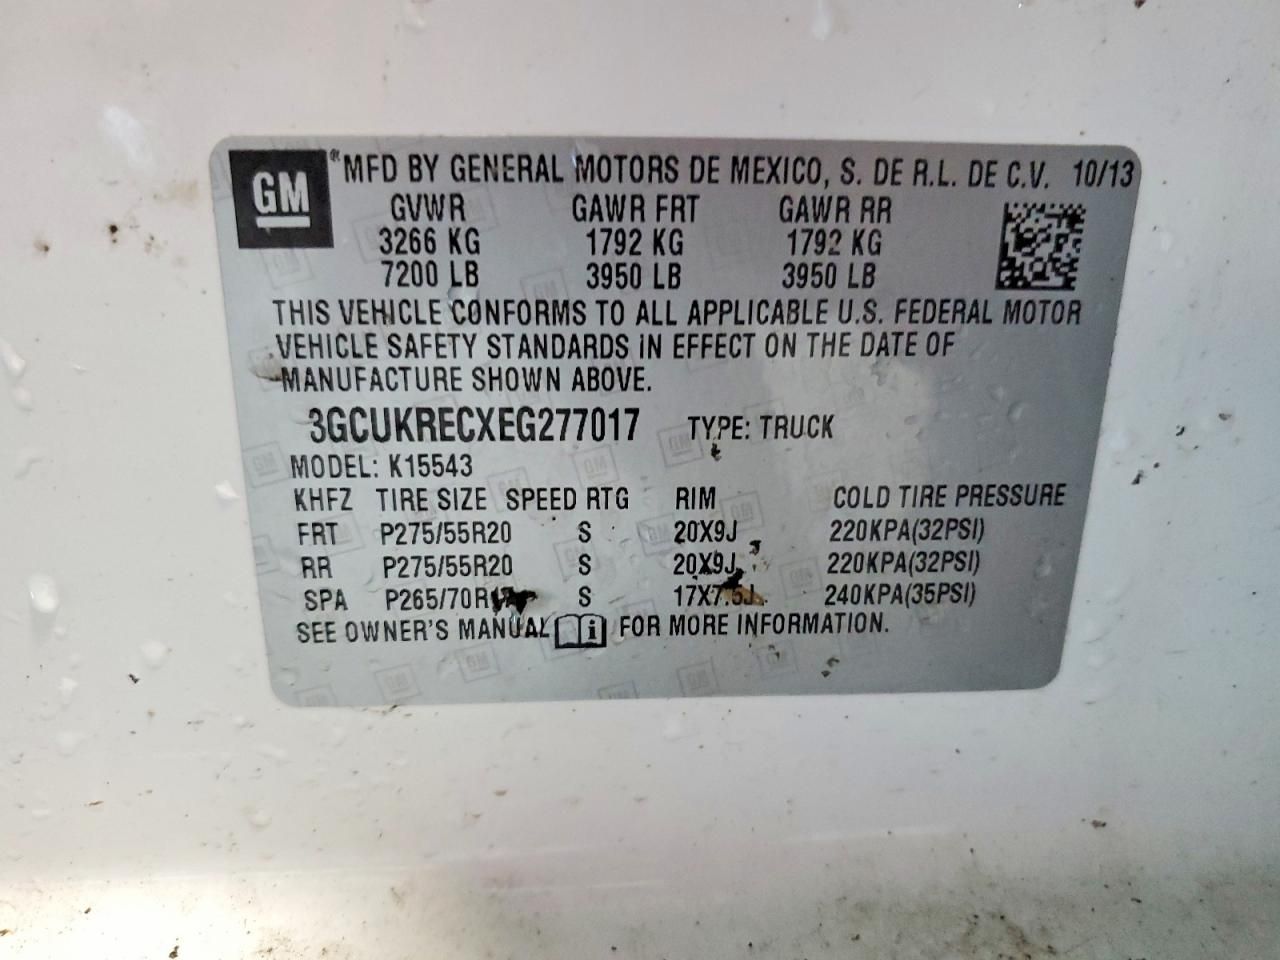 GM ® MFD BY GENERAL MOTORS DE MEXICO, S. DE R.L. DE C.V. 10/13
GVWR GAWR FRT GAWR RR
3266 KG 1792 KG 1792 KG
7200 LB 3950 LB 3950 LB
THIS VEHICLE CONFORMS TO ALL APPLICABLE U.S. FEDERAL MOTOR
VEHICLE SAFETY STANDARDS IN EFFECT ON THE DATE OF
MANUFACTURE SHOWN ABOVE.
3GCUKRECXEG277017 TYPE: TRUCK
MODEL: K15543
KHFZ TIRE SIZE SPEED RTG RIM COLD TIRE PRESSURE
FRT P275/55R20 S 20X9J 220KPA(32PSI)
RR P275/55R20 S 20X9J 220KPA(32PSI)
SPA P265/70R17 S 17X7.5J 240KPA(35PSI)
SEE OWNER'S MANUAL FOR MORE INFORMATION.